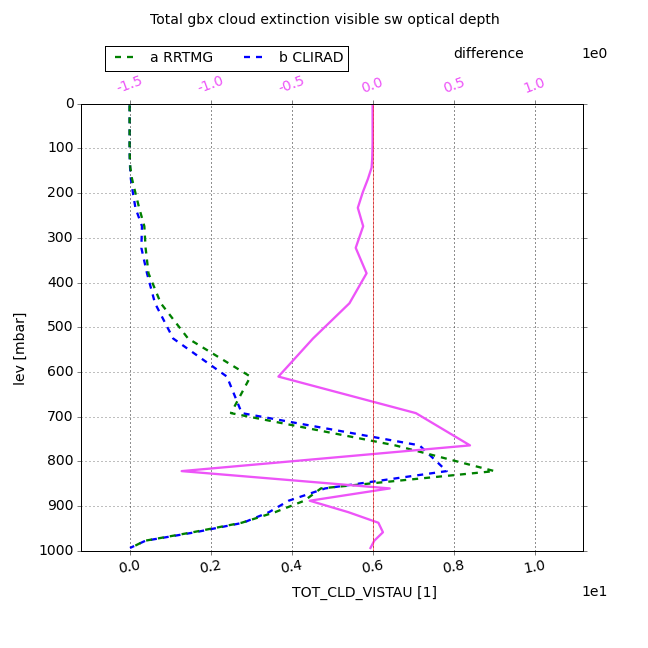 Total gbx cloud extinction visible sw optical depth
a RRTMG b CLIRAD difference 1e0
-1.5 -1.0 -0.5 0.0 0.5 1.0
0
100
200
300
400
500
600
700
800
900
1000
lev [mbar]
0.0 0.2 0.4 0.6 0.8 1.0
TOT_CLD_VISTAU [1] 1e1